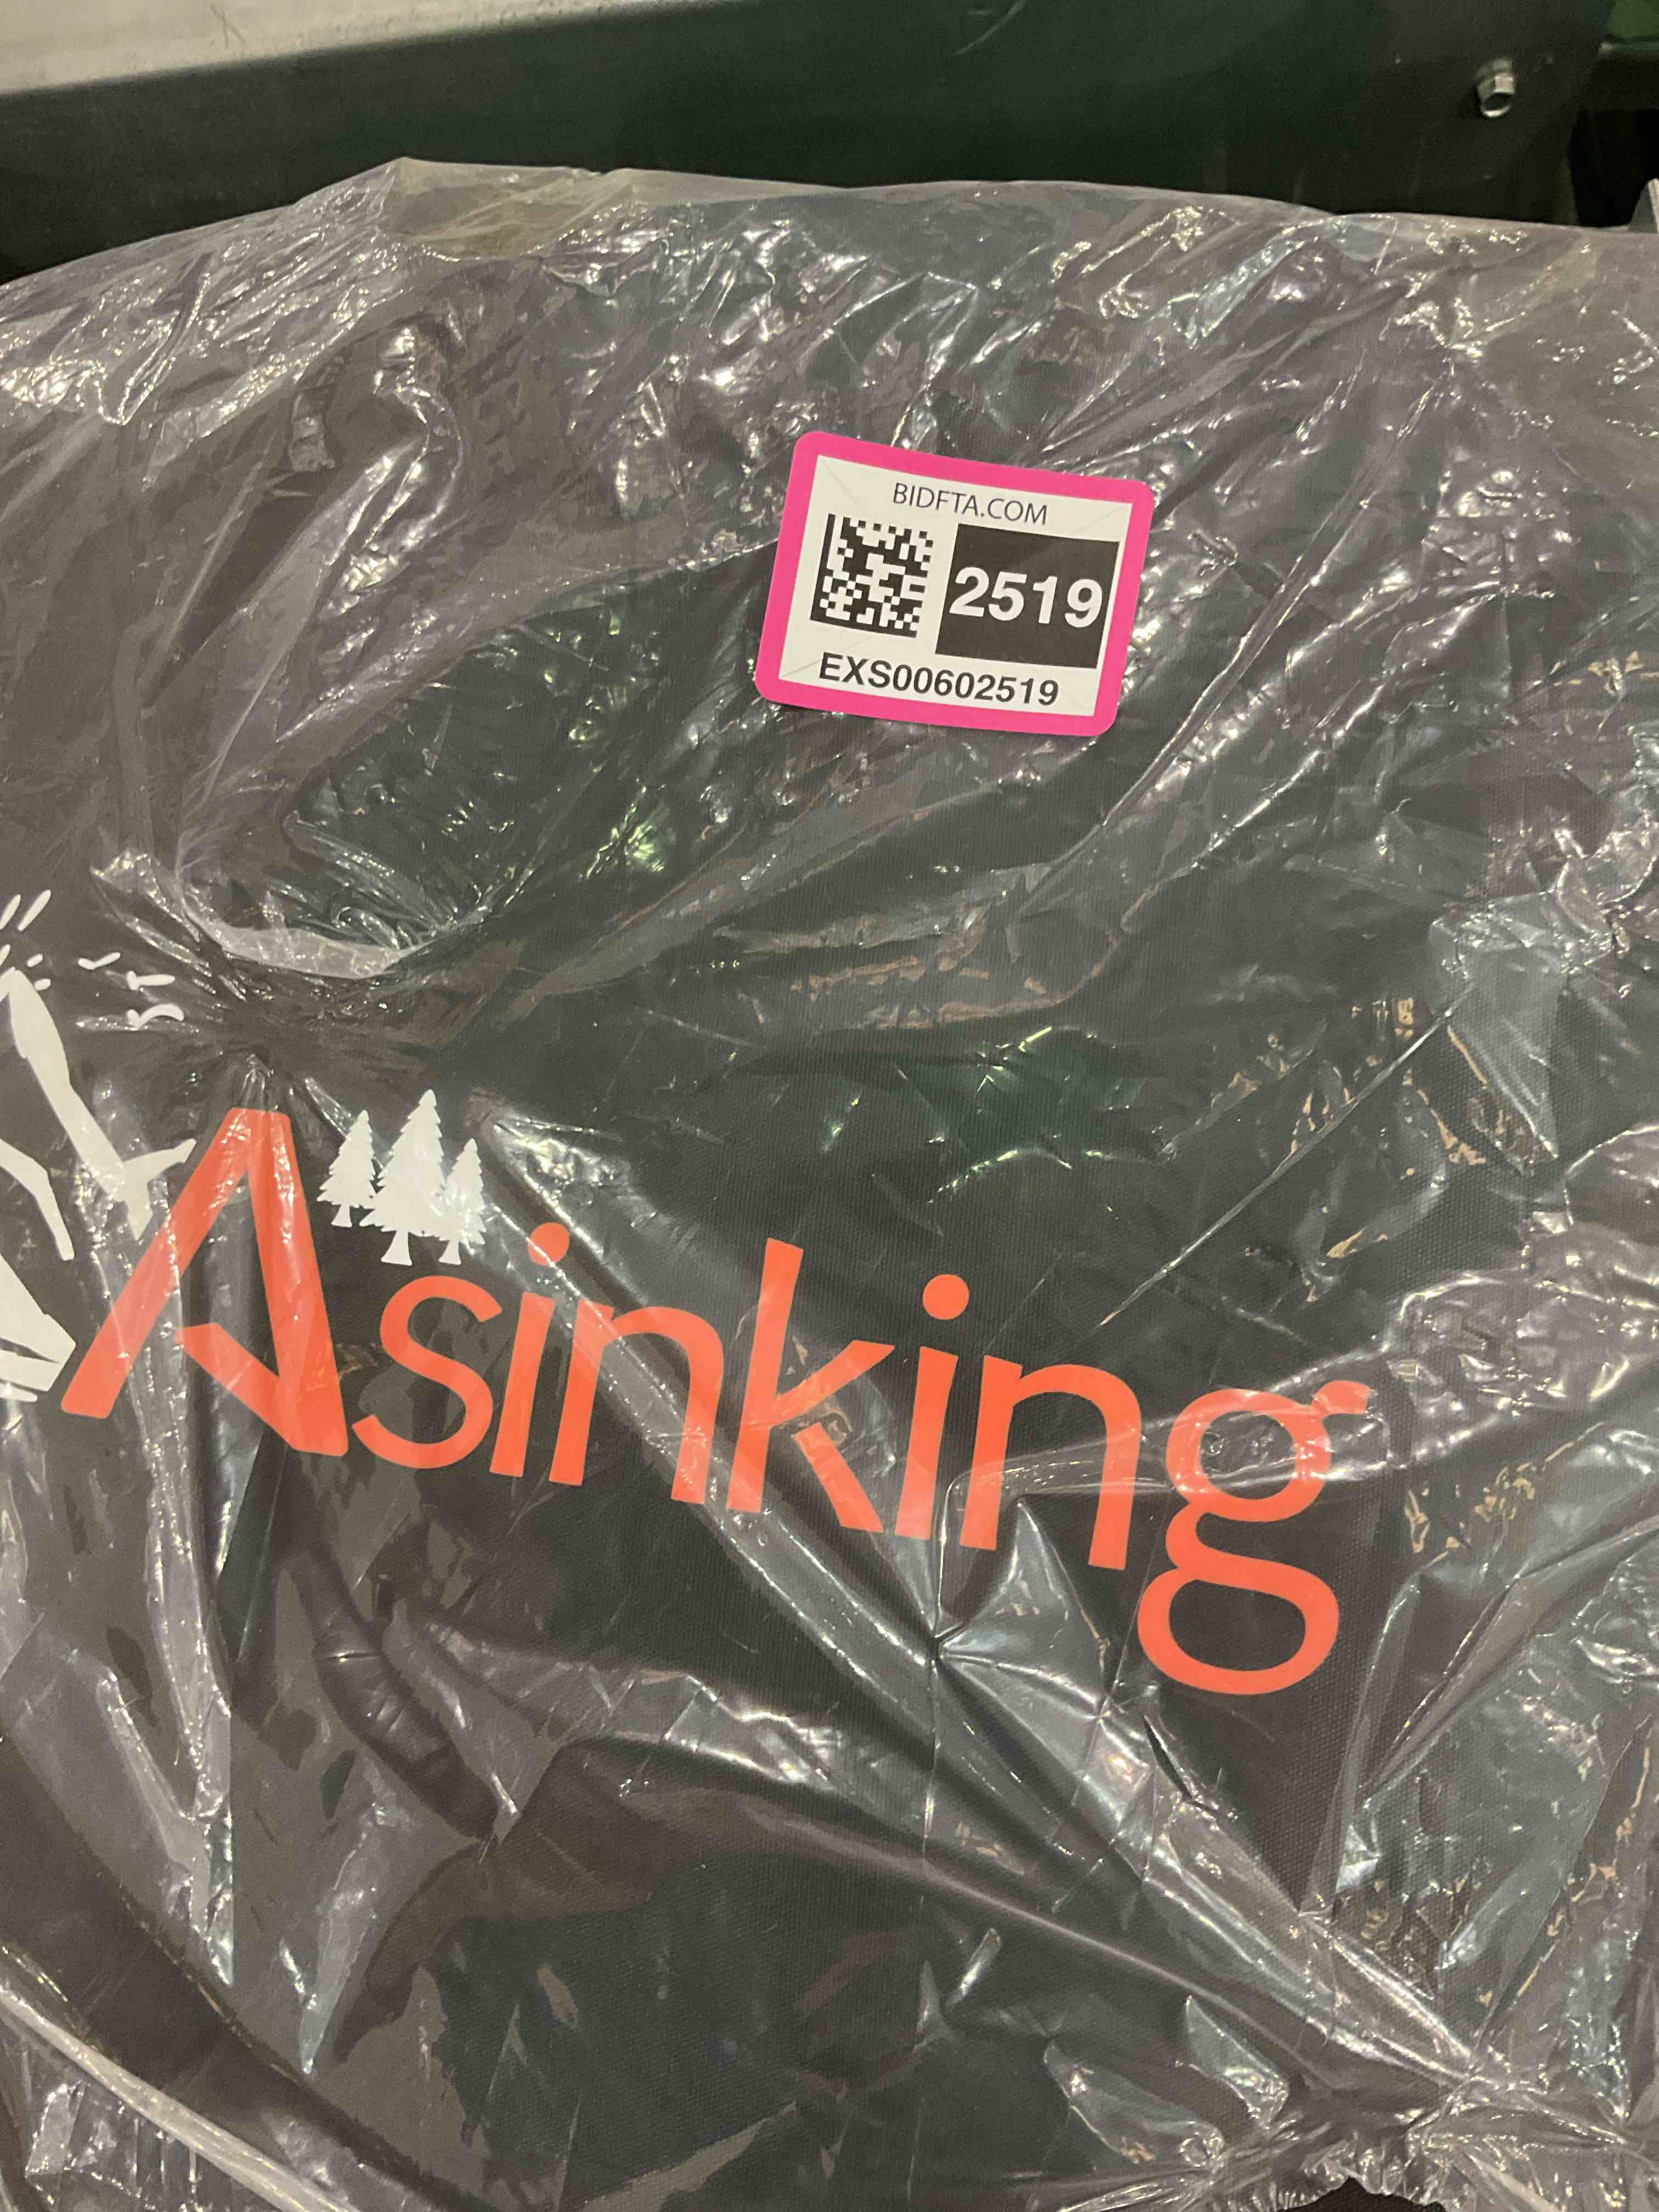 BIDFTA.COM
2519
EXS00602519
Asinking